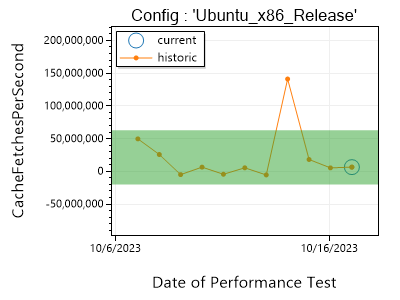 Config : 'Ubuntu_x86_Release'
current
historic
CacheFetchesPerSecond
200,000,000
150,000,000
100,000,000
50,000,000
0
-50,000,000
10/6/2023
10/16/2023
Date of Performance Test